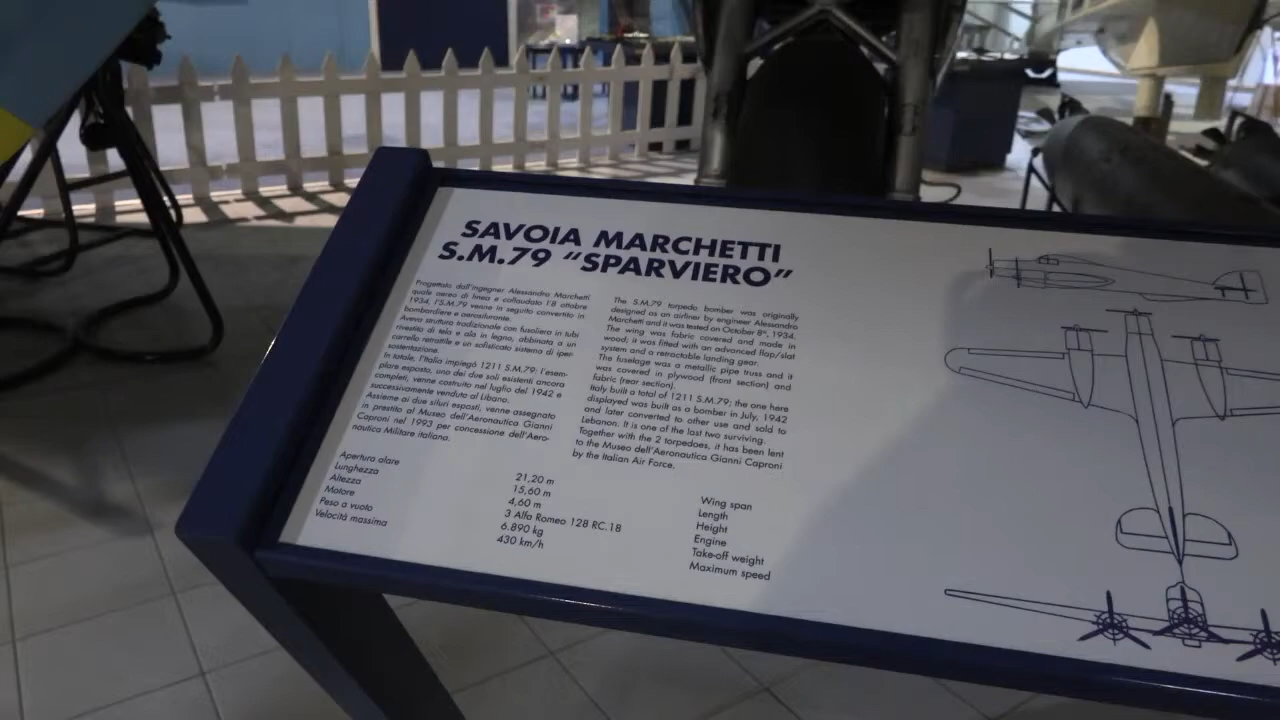 SAVOIA MARCHETTI
S.M.79 “SPARVIERO”
Progettato dall'ingegner Alessandro Marchetti
quale aereo di linea e collaudato l'8 ottobre
1934, l'S.M.79 venne in seguito convertito in
bombardiere e aerosilurante.
Aveva struttura tradizionale con fusoliera in tubi
rivestita di tela e ala in legno, abbinata a un
carrello retrattile e un sofisticato sistema di iper-
sostentazione.
In totale, l'Italia impiegò 1211 S.M.79; l'esem-
plare esposto, uno dei due soli esistenti ancora
completi, venne costruito nel luglio del 1942 e
successivamente venduto al Libano.
Assieme ai due siluri esposti, venne assegnato
in prestito al Museo dell'Aeronautica Gianni
Caproni nel 1993 per concessione dell'Aero-
nautica Militare italiana.
The S.M.79 torpedo bomber was originally
designed as an airliner by engineer Alessandro
Marchetti and it was tested on October 8th, 1934.
The wing was fabric covered and made in
wood; it was fitted with an advanced flap/slat
system and a retractable landing gear.
The fuselage was a metallic pipe truss and it
was covered in plywood (front section) and
fabric (rear section).
Italy built a total of 1211 S.M.79; the one here
displayed was built as a bomber in July, 1942
and later converted to other use and sold to
Lebanon. It is one of the last two surviving.
Together with the 2 torpedoes, it has been lent
to the Museo dell'Aeronautica Gianni Caproni
by the Italian Air Force.
Apertura alare 21,20 m Wing span
Lunghezza 15,60 m Length
Altezza 4,60 m Height
Motore 3 Alfa Romeo 128 RC.18 Engine
Peso a vuoto 6.890 kg Take-off weight
Velocità massima 430 km/h Maximum speed